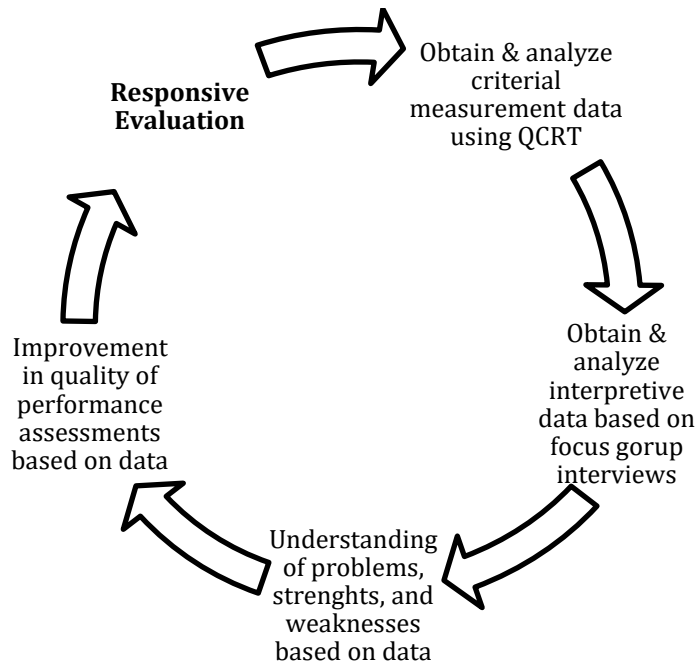 Responsive
Evaluation
Obtain & analyze
criterial
measurement data
using QCRT
Obtain &
analyze
interpretive
data based on
focus gorup
interviews
Understanding
of problems,
strenghts, and
weaknesses
based on data
Improvement
in quality of
performance
assessments
based on data